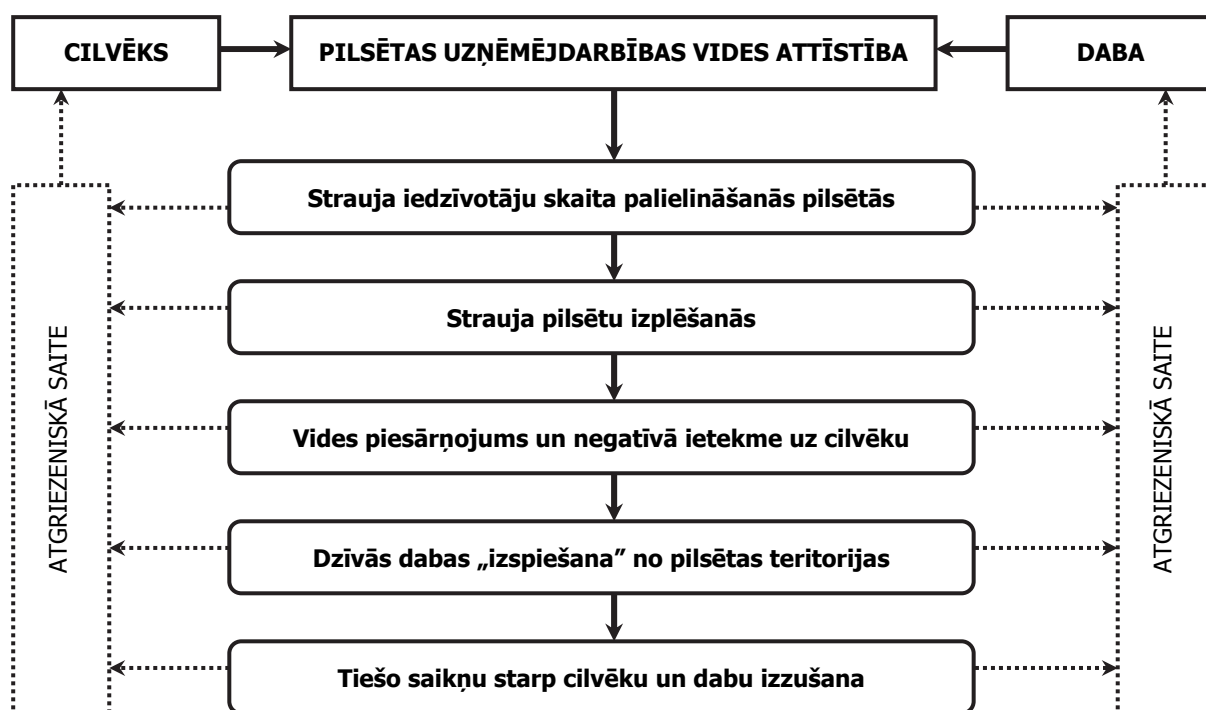 CILVĒKS
PILSĒTAS UZŅĒMĒJDARBĪBAS VIDES ATTĪSTĪBA
DABA
Strauja iedzīvotāju skaita palielināšanās pilsētās
Strauja pilsētu izplēšanās
Vides piesārņojums un negatīvā ietekme uz cilvēku
Dzīvās dabas „izspiešana” no pilsētas teritorijas
Tiešo saikņu starp cilvēku un dabu izzušana
ATGRIEZENISKĀ SAITE
ATGRIEZENISKĀ SAITE